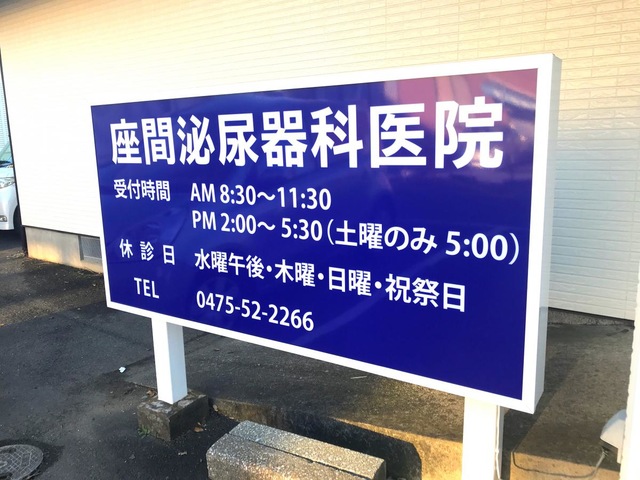 座間泌尿器科医院
受付時間 AM 8:30～11:30
PM 2:00～ 5:30（土曜のみ 5:00）
休診日 水曜午後・木曜・日曜・祝祭日
TEL 0475-52-2266